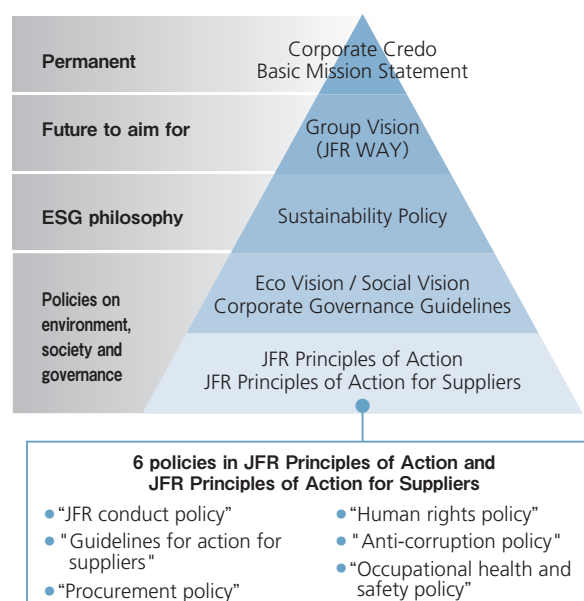 Permanent
Corporate Credo
Basic Mission Statement
Future to aim for
Group Vision
(JFR WAY)
ESG philosophy
Sustainability Policy
Policies on
environment,
society and
governance
Eco Vision / Social Vision
Corporate Governance Guidelines
JFR Principles of Action
JFR Principles of Action for Suppliers
6 policies in JFR Principles of Action and
JFR Principles of Action for Suppliers
● “JFR conduct policy”
● "Guidelines for action for
suppliers"
● “Procurement policy”
● “Human rights policy”
● "Anti-corruption policy"
● “Occupational health and
safety policy”